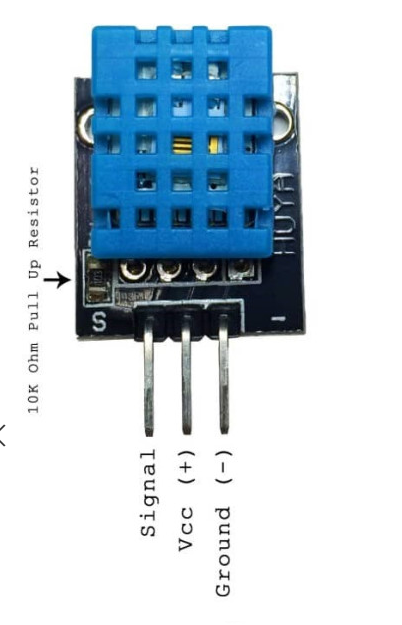 10K Ohm Pull Up Resistor
HUYA
S
-
Signal
Vcc (+)
Ground (-)